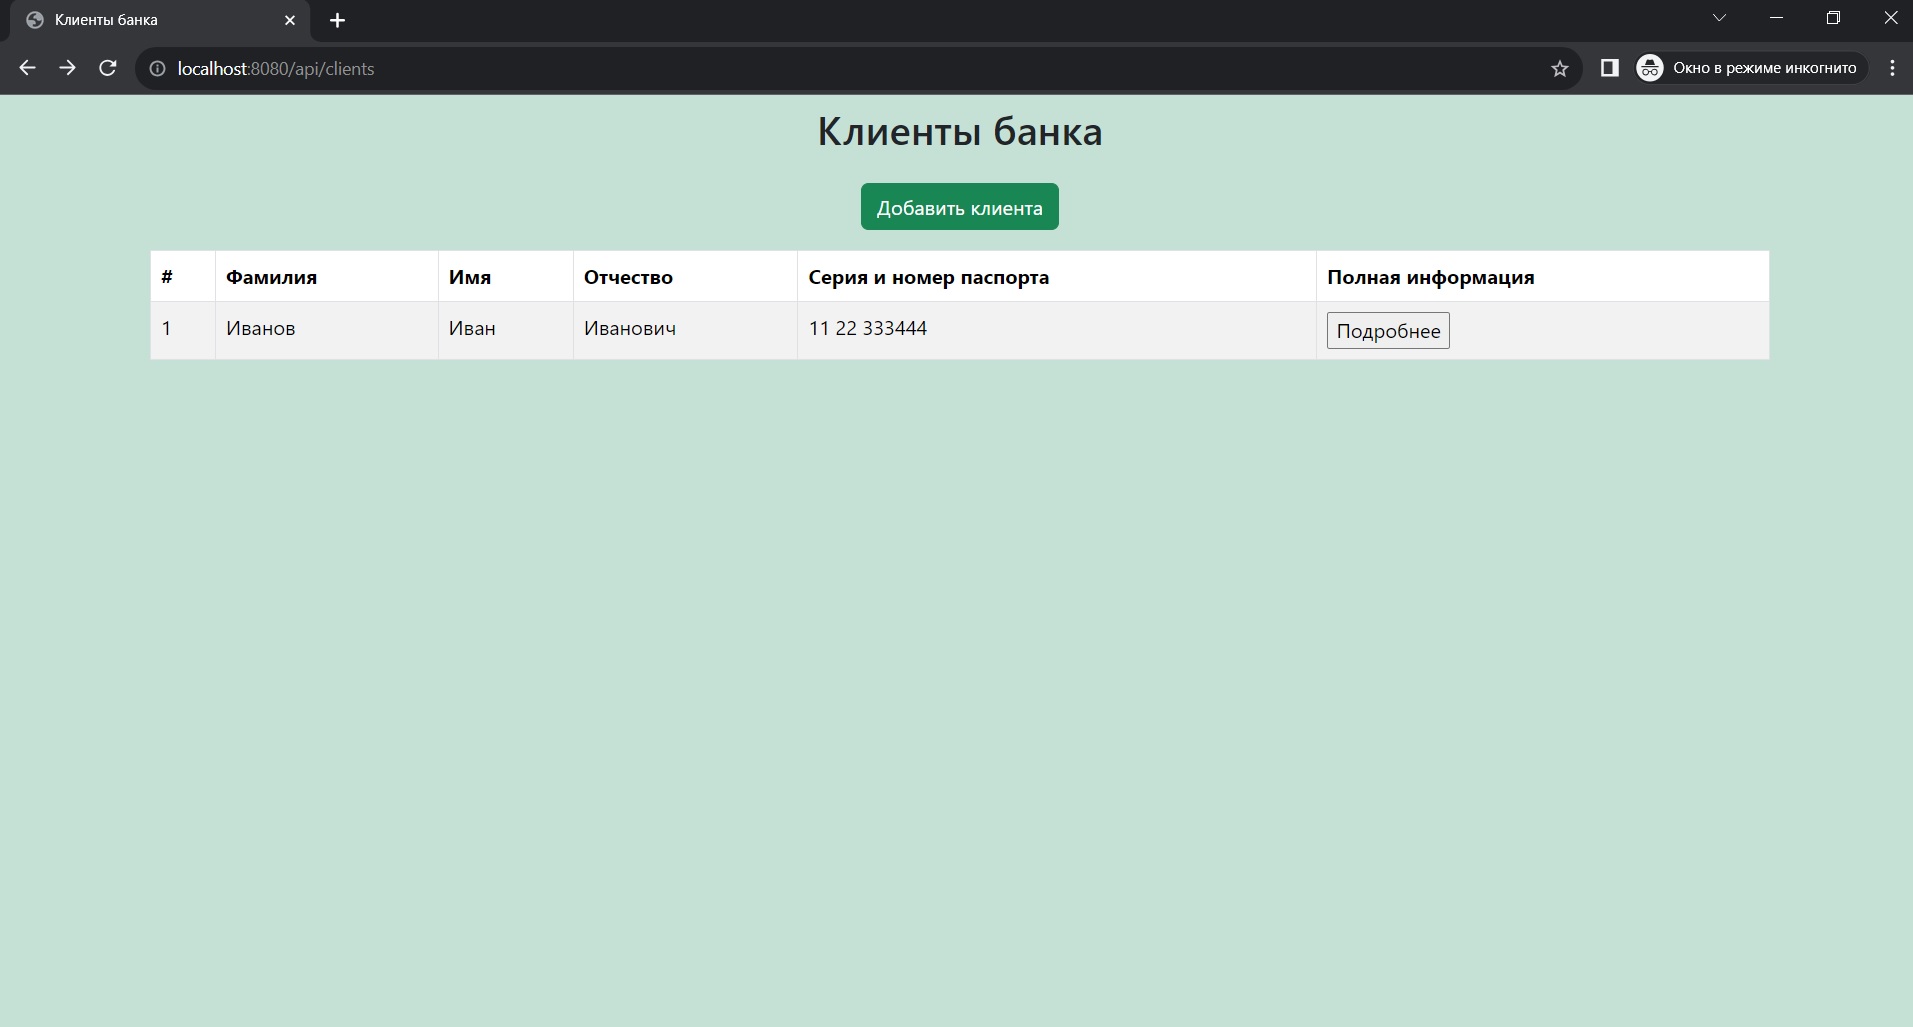 Клиенты банка
localhost:8080/api/clients
Окно в режиме инкогнито
Клиенты банка
Добавить клиента
# Фамилия Имя Отчество Серия и номер паспорта Полная информация
1 Иванов Иван Иванович 11 22 333444 Подробнее